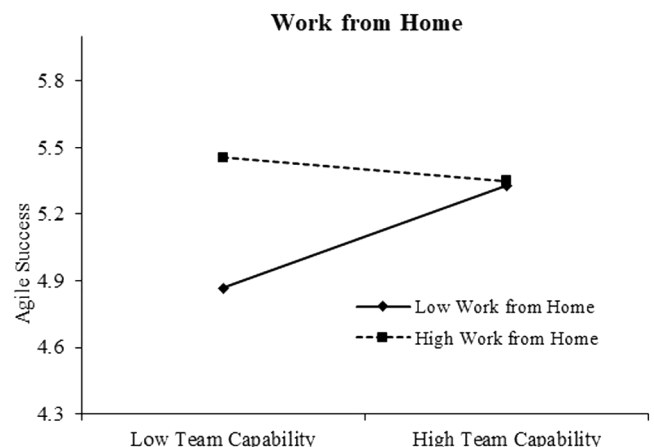 Work from Home
5.8
5.5
5.2
4.9
4.6
4.3
Agile Success
Low Work from Home
High Work from Home
Low Team Capability
High Team Capability